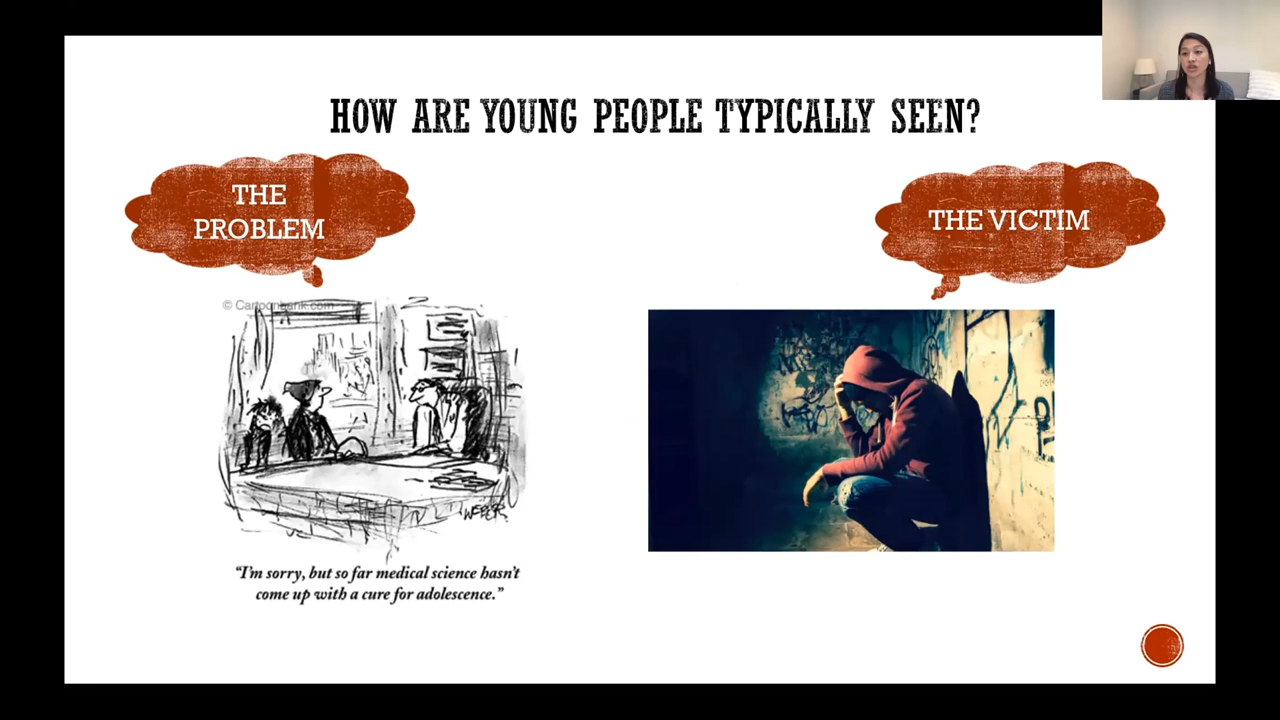 HOW ARE YOUNG PEOPLE TYPICALLY SEEN?
THE
PROBLEM
THE VICTIM
© Cartoonbank.com
WEBER
"I'm sorry, but so far medical science hasn't
come up with a cure for adolescence."